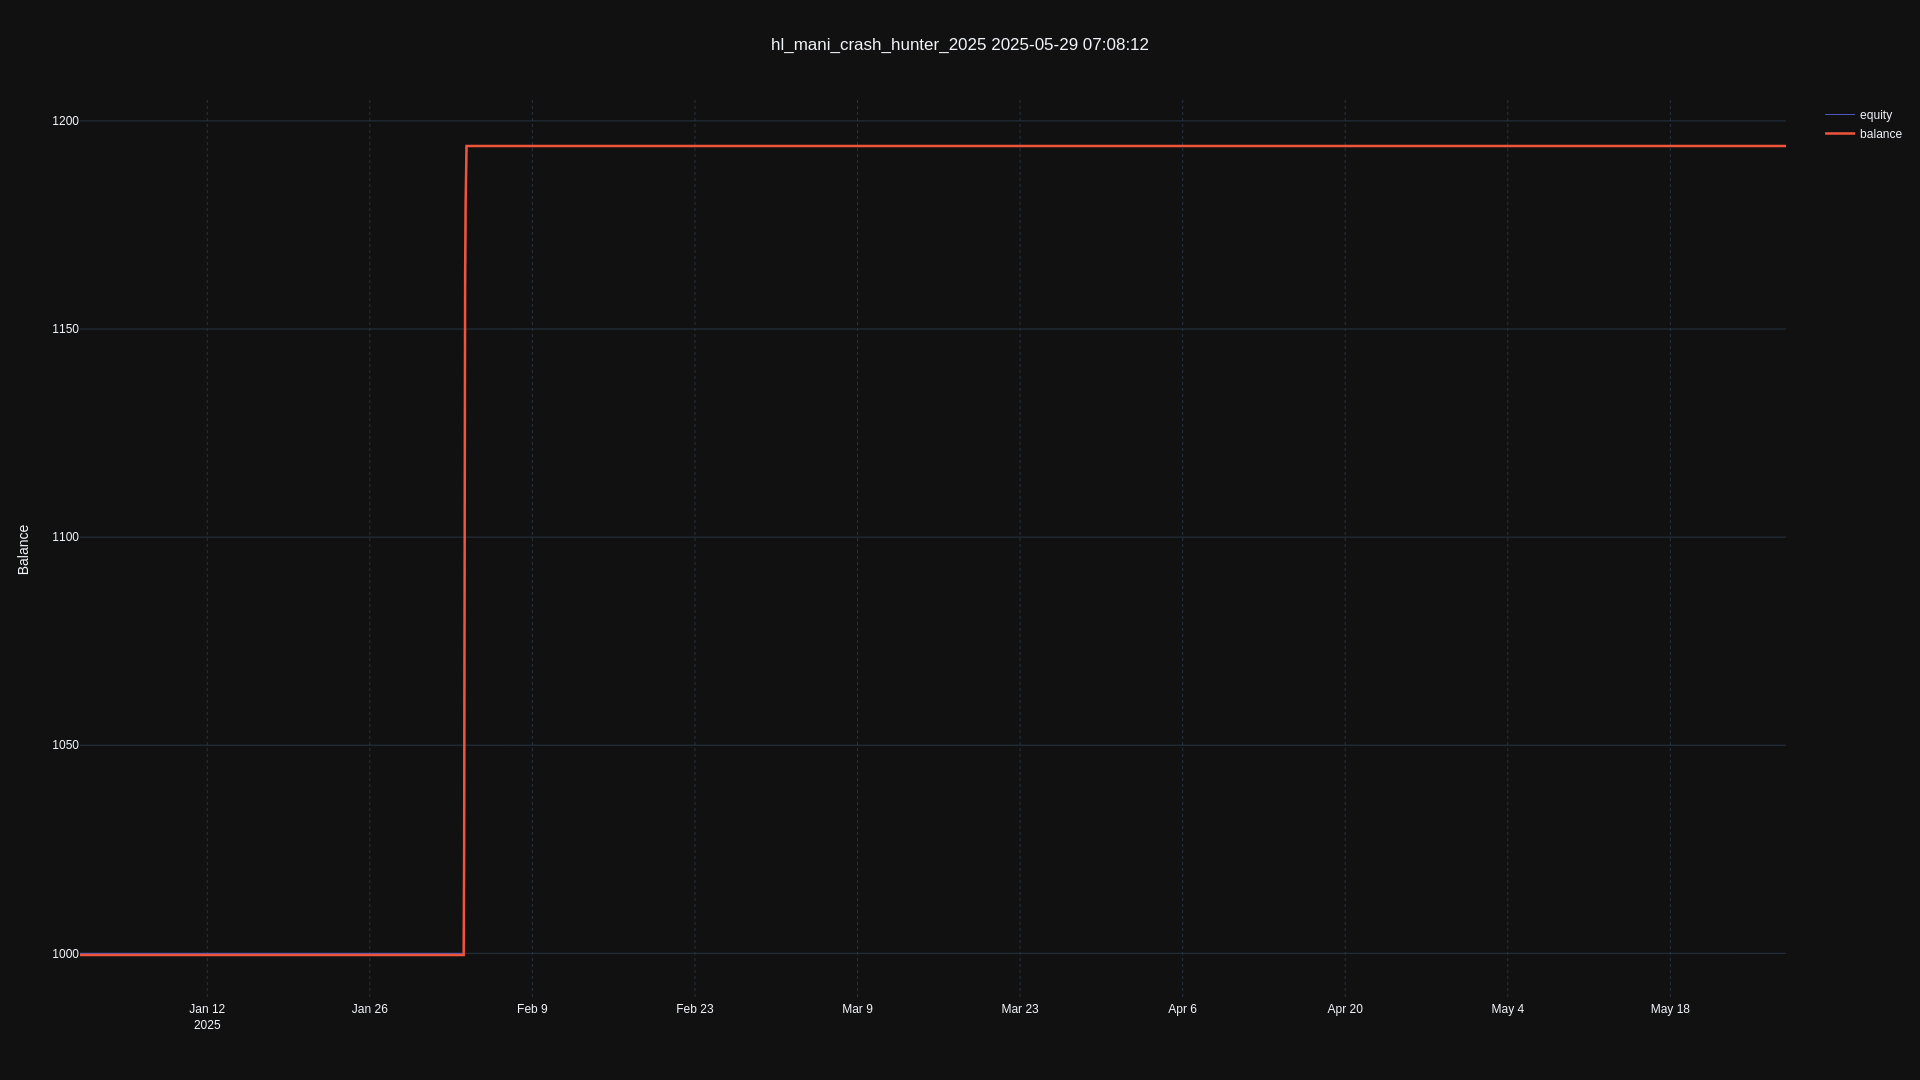 hl_mani_crash_hunter_2025 2025-05-29 07:08:12
equity
balance
Balance
1200
1150
1100
1050
1000
Jan 12
2025
Jan 26
Feb 9
Feb 23
Mar 9
Mar 23
Apr 6
Apr 20
May 4
May 18